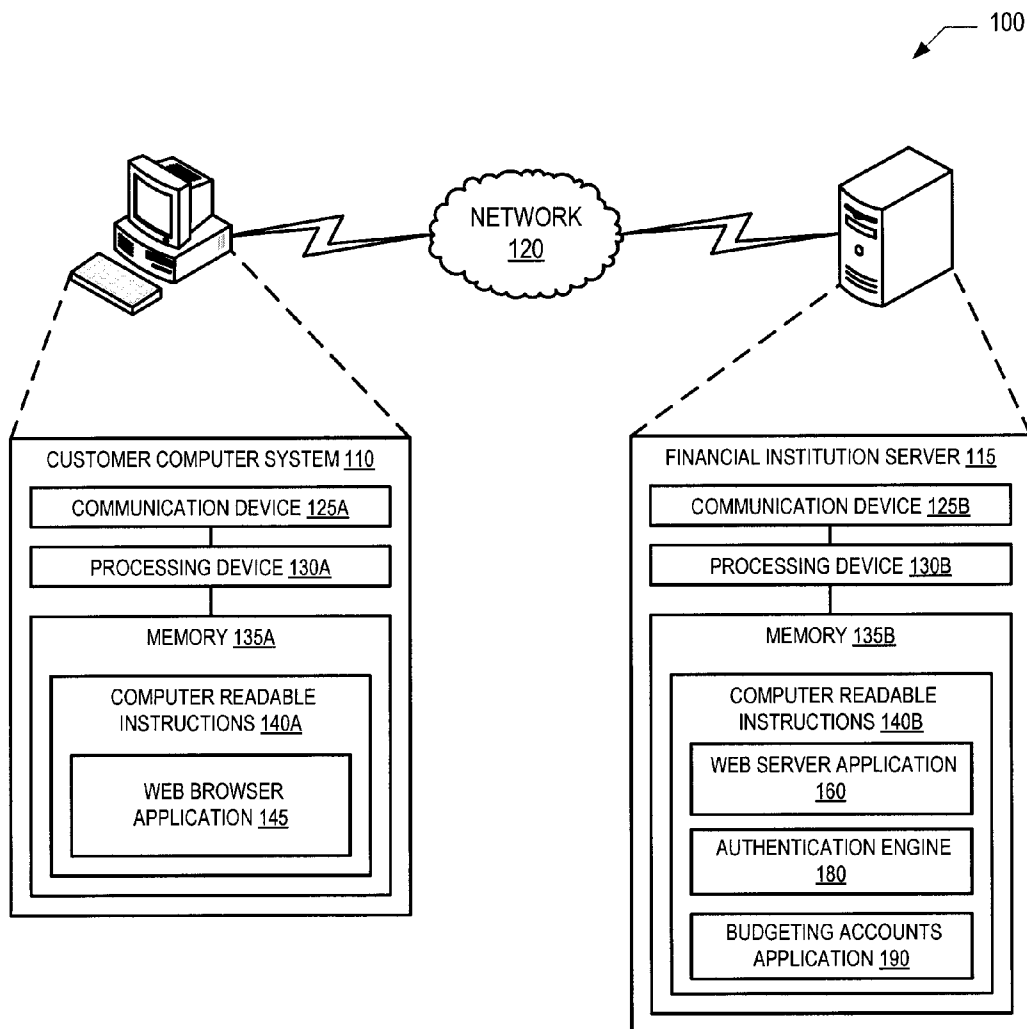 100
NETWORK
120
CUSTOMER COMPUTER SYSTEM 110
COMMUNICATION DEVICE 125A
PROCESSING DEVICE 130A
MEMORY 135A
COMPUTER READABLE
INSTRUCTIONS 140A
WEB BROWSER
APPLICATION 145
FINANCIAL INSTITUTION SERVER 115
COMMUNICATION DEVICE 125B
PROCESSING DEVICE 130B
MEMORY 135B
COMPUTER READABLE
INSTRUCTIONS 140B
WEB SERVER APPLICATION
160
AUTHENTICATION ENGINE
180
BUDGETING ACCOUNTS
APPLICATION 190